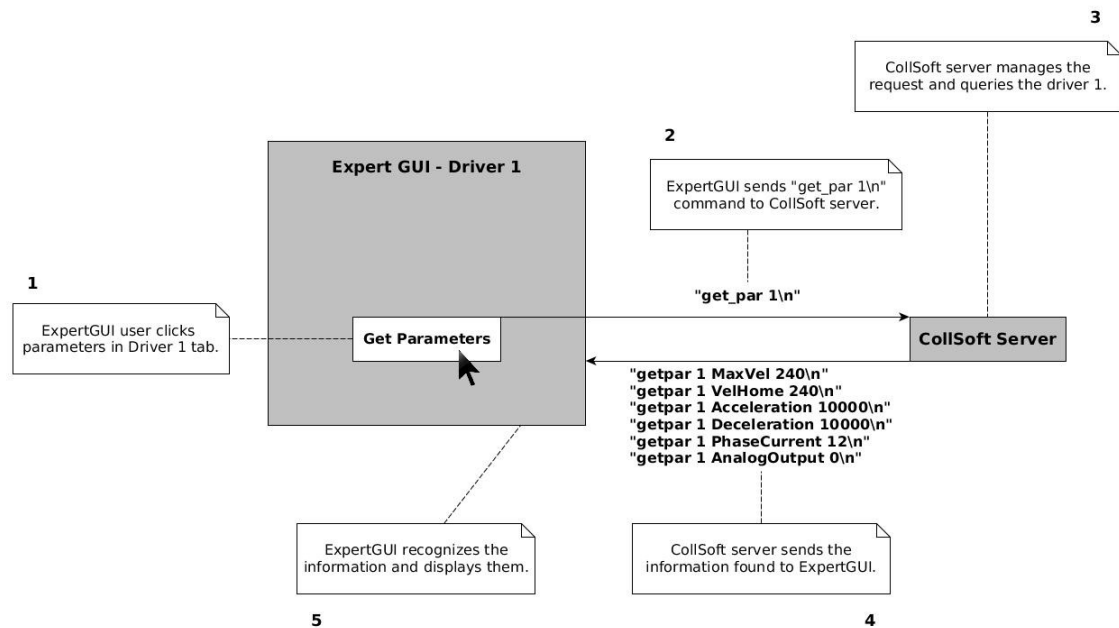 3
CollSoft server manages the
request and queries the driver 1.
2
Expert GUI - Driver 1
ExpertGUI sends "get_par 1\n"
command to CollSoft server.
1
"get_par 1\n"
ExpertGUI user clicks
parameters in Driver 1 tab.
Get Parameters
CollSoft Server
"getpar 1 MaxVel 240\n"
"getpar 1 VelHome 240\n"
"getpar 1 Acceleration 10000\n"
"getpar 1 Deceleration 10000\n"
"getpar 1 PhaseCurrent 12\n"
"getpar 1 AnalogOutput 0\n"
ExpertGUI recognizes the
information and displays them.
CollSoft server sends the
information found to ExpertGUI.
5
4